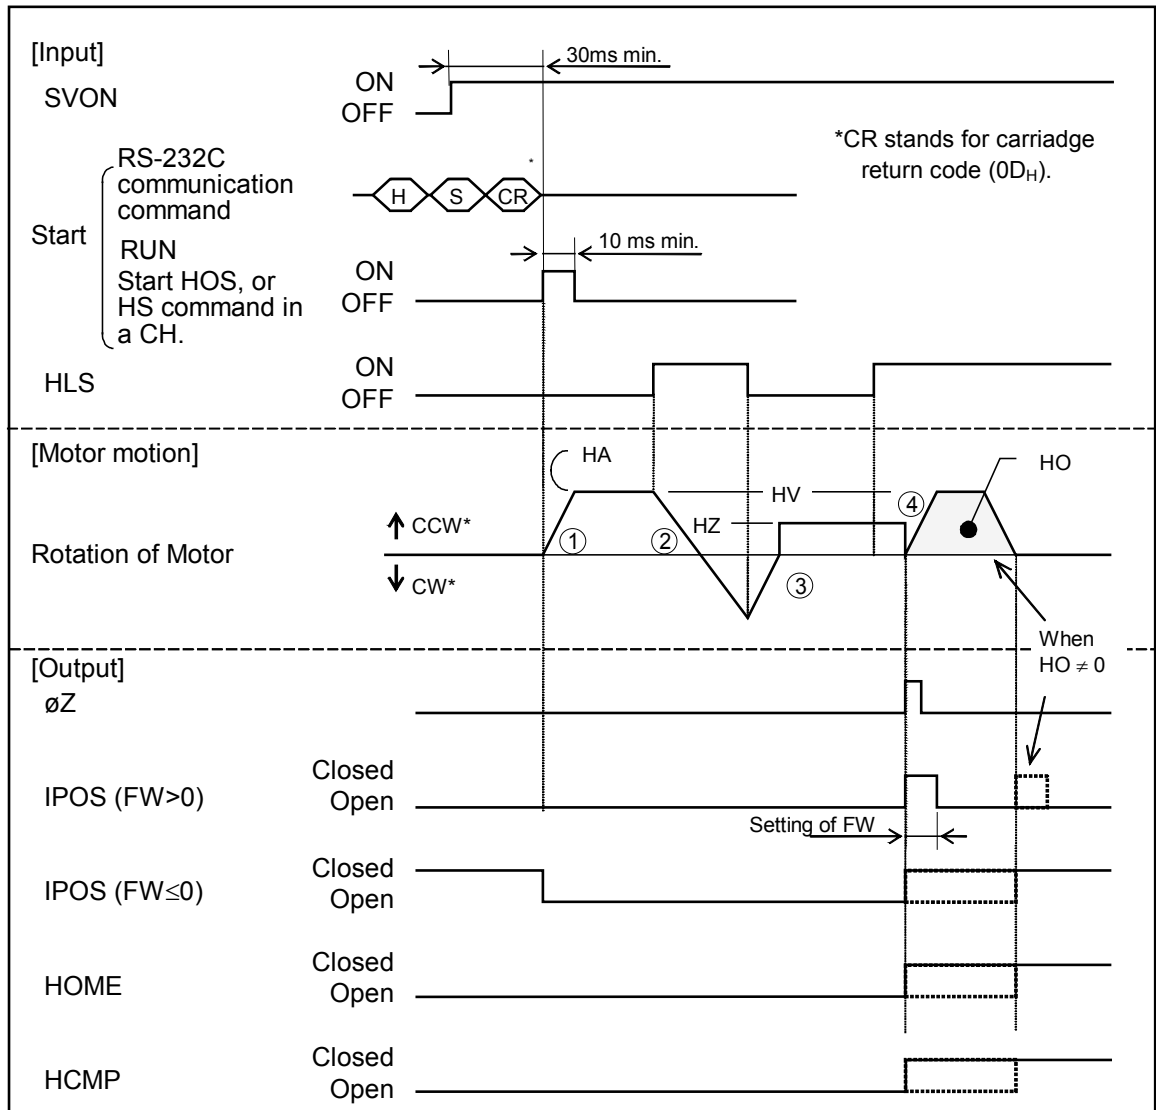 [Input]
30ms min.
SVON
ON
OFF
*CR stands for carriadge
return code (0DH).
RS-232C
communication
command
*
H S CR
Start
RUN
Start HOS, or
HS command in
a CH.
10 ms min.
ON
OFF
HLS
ON
OFF
[Motor motion]
HA
HO
HV
HZ
④
CCW*
Rotation of Motor
①
②
③
CW*
When
HO ≠ 0
[Output]
øZ
IPOS (FW>0)
Closed
Open
Setting of FW
IPOS (FW≤0)
Closed
Open
HOME
Closed
Open
HCMP
Closed
Open